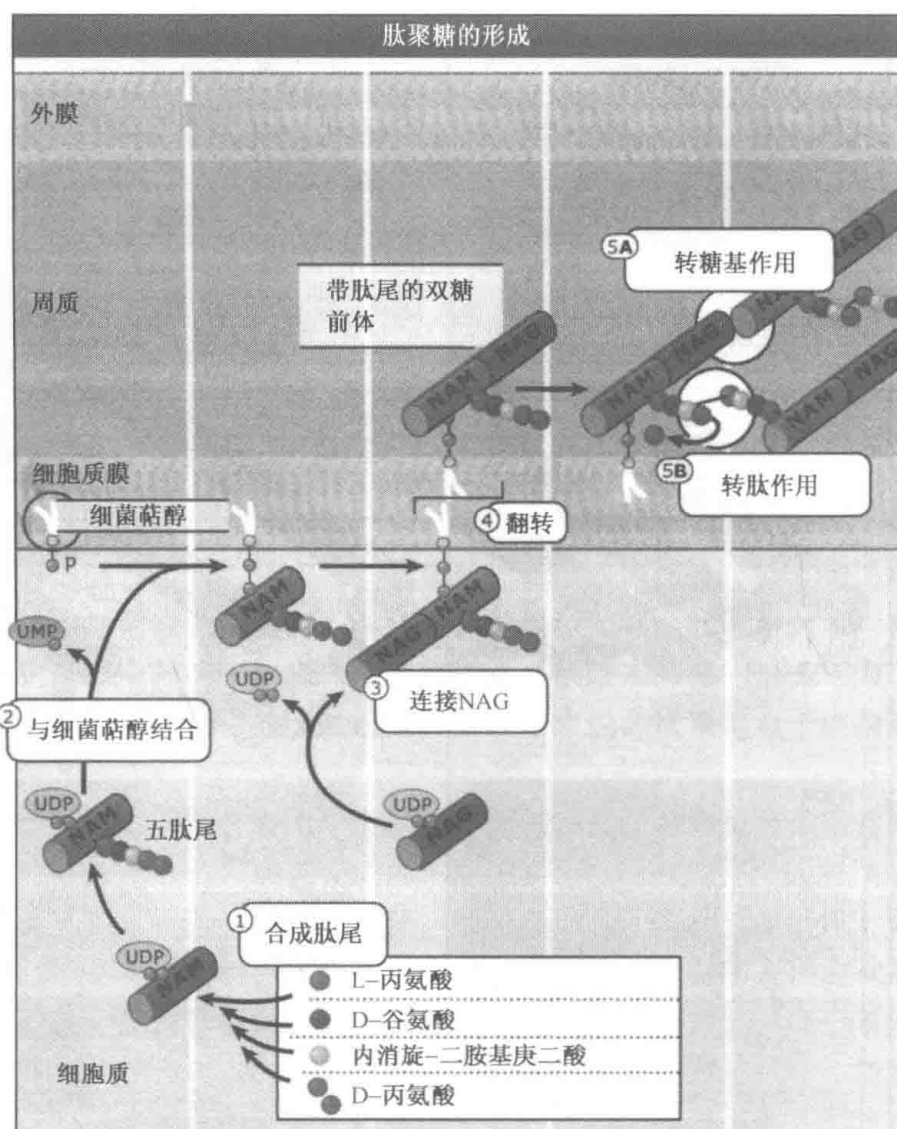 肽聚糖的形成
外膜
周质
带肽尾的双糖
前体
5A
转糖基作用
NAG
NAM
NAG
NAM
NAG
NAM
NAM
NAG
NAM
NAG
5B
转肽作用
细胞质膜
细菌萜醇
4
翻转
P
NAM
NAG
NAM
UMP
UDP
3
连接NAG
2
与细菌萜醇结合
UDP
NAM
五肽尾
UDP
NAG
1
合成肽尾
UDP
NAM
L–丙氨酸
D–谷氨酸
内消旋–二胺基庚二酸
D–丙氨酸
细胞质